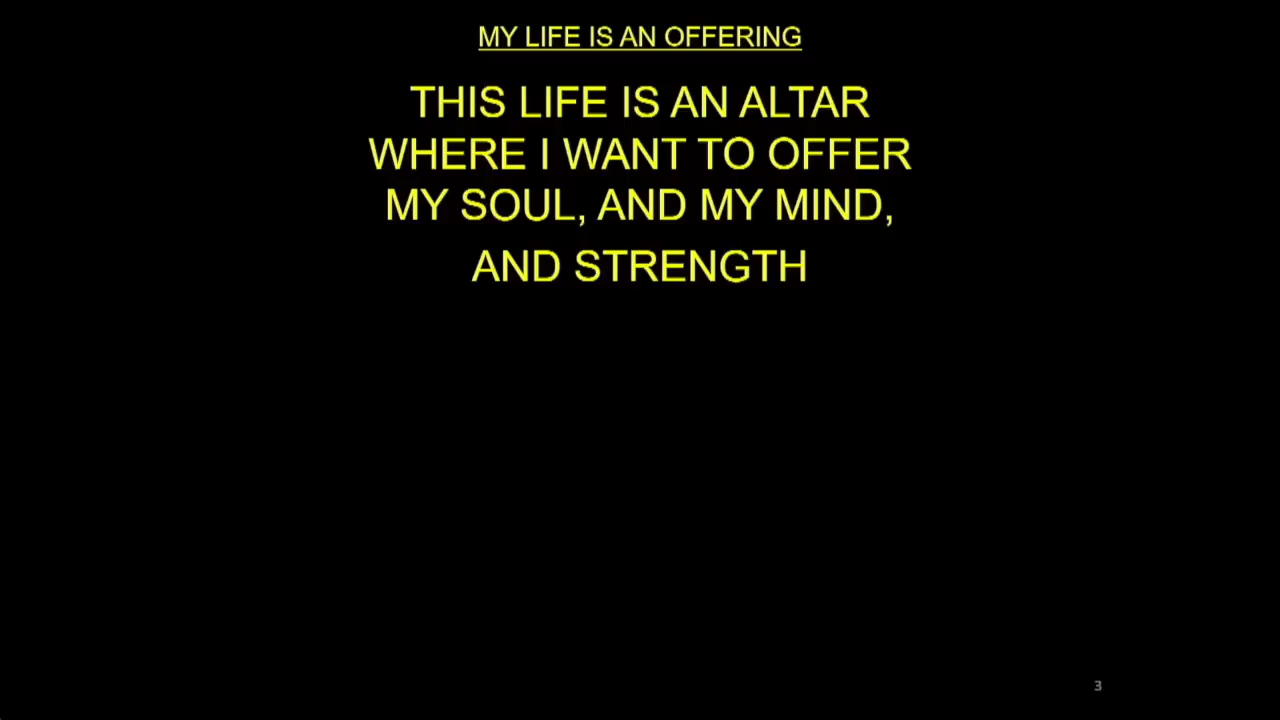 MY LIFE IS AN OFFERING
THIS LIFE IS AN ALTAR
WHERE I WANT TO OFFER
MY SOUL, AND MY MIND,
AND STRENGTH
3